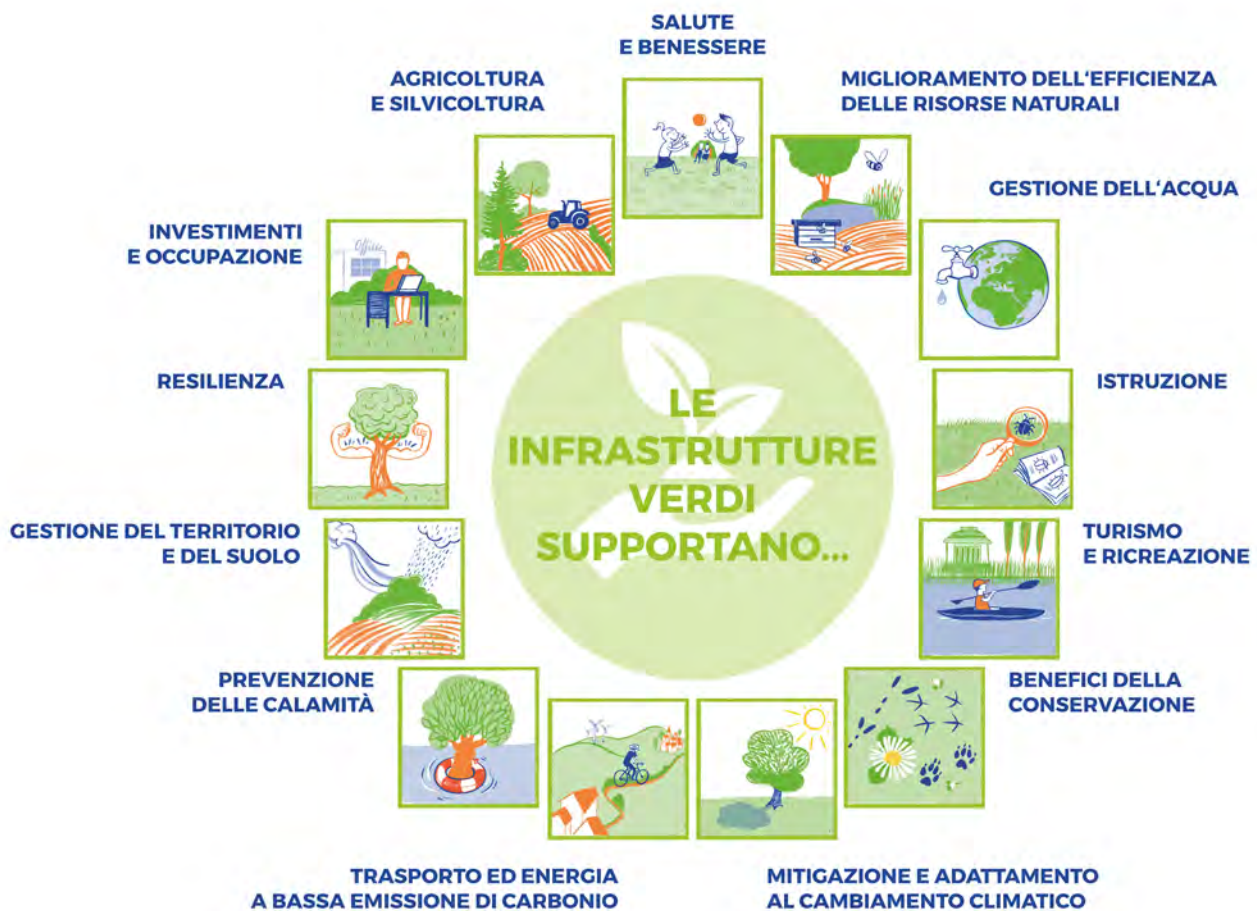 SALUTE
E BENESSERE
AGRICOLTURA
E SILVICOLTURA
MIGLIORAMENTO DELL'EFFICIENZA
DELLE RISORSE NATURALI
GESTIONE DELL'ACQUA
INVESTIMENTI
E OCCUPAZIONE
Office
RESILIENZA
ISTRUZIONE
LE
INFRASTRUTTURE
VERDI
SUPPORTANO...
GESTIONE DEL TERRITORIO
E DEL SUOLO
TURISMO
E RICREAZIONE
PREVENZIONE
DELLE CALAMITÀ
BENEFICI DELLA
CONSERVAZIONE
TRASPORTO ED ENERGIA
A BASSA EMISSIONE DI CARBONIO
MITIGAZIONE E ADATTAMENTO
AL CAMBIAMENTO CLIMATICO